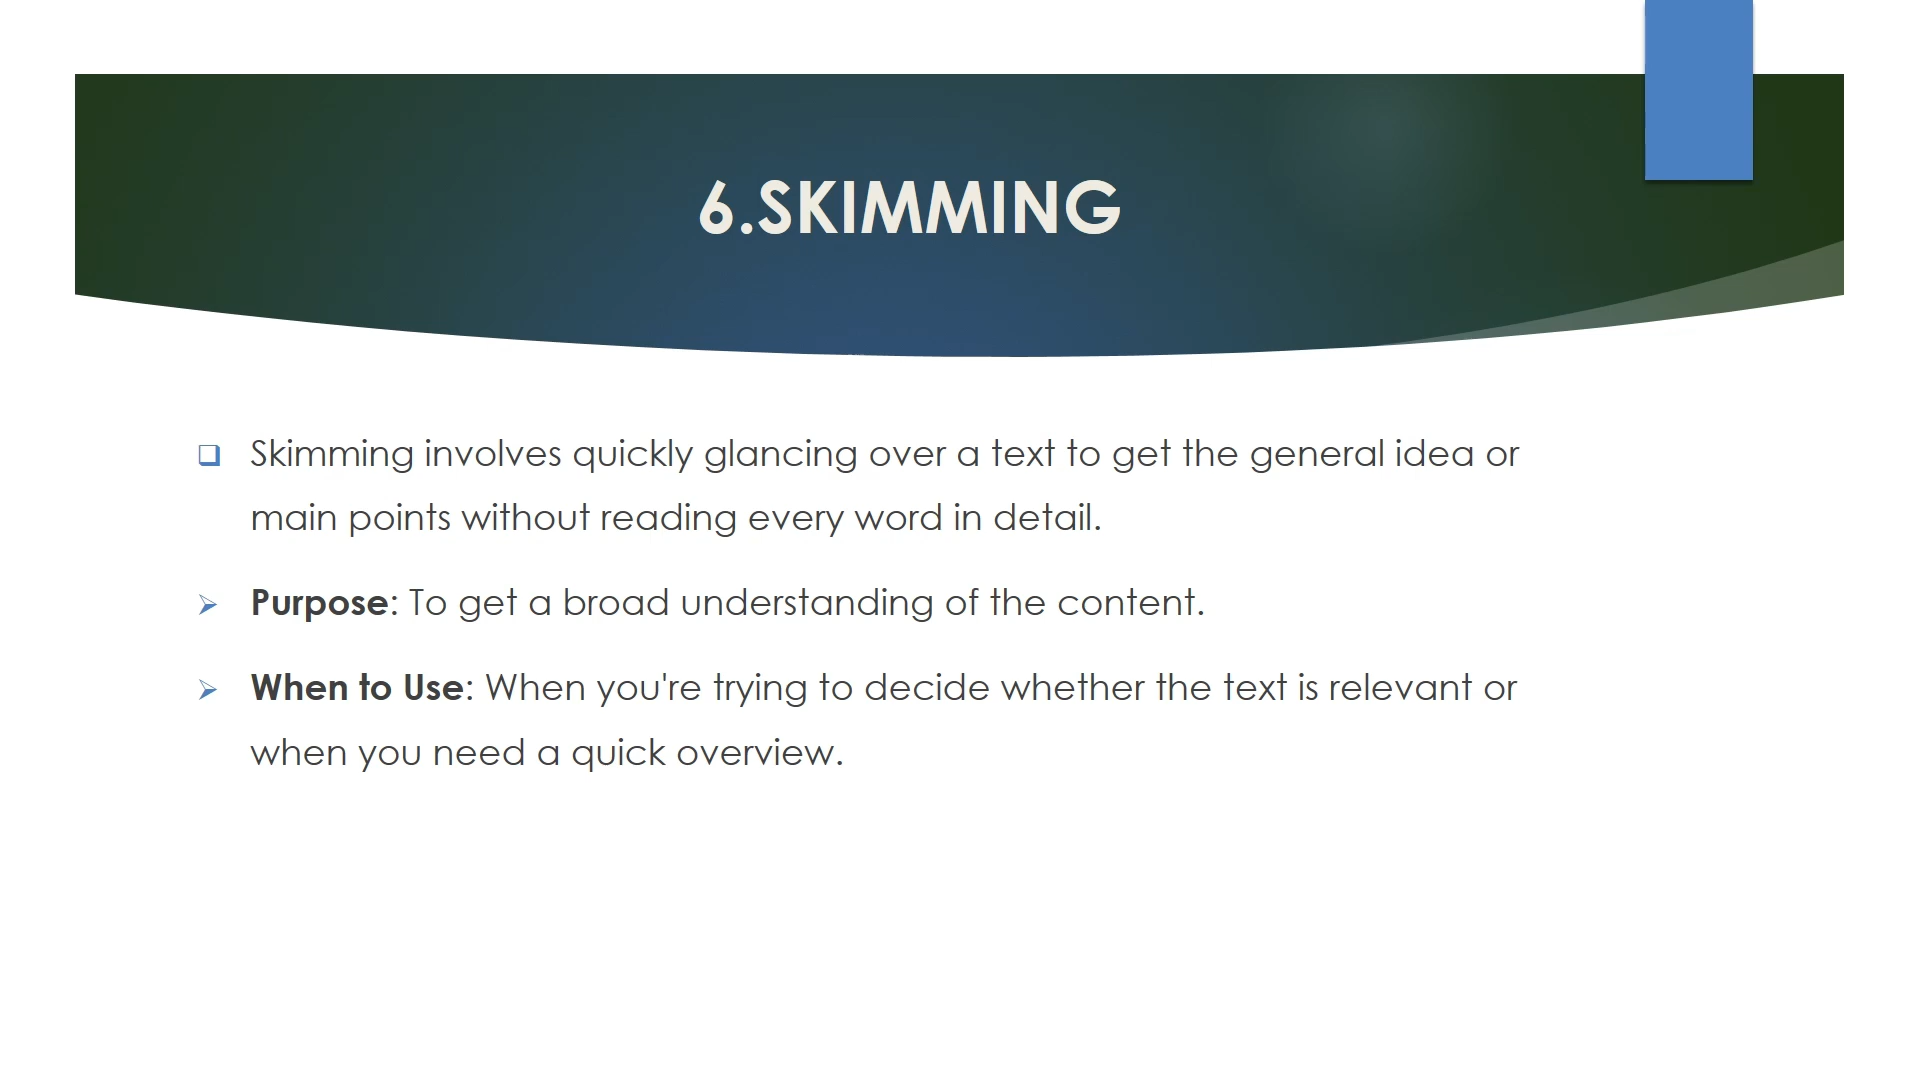 6.SKIMMING
Skimming involves quickly glancing over a text to get the general idea or
main points without reading every word in detail.
Purpose: To get a broad understanding of the content.
When to Use: When you're trying to decide whether the text is relevant or
when you need a quick overview.